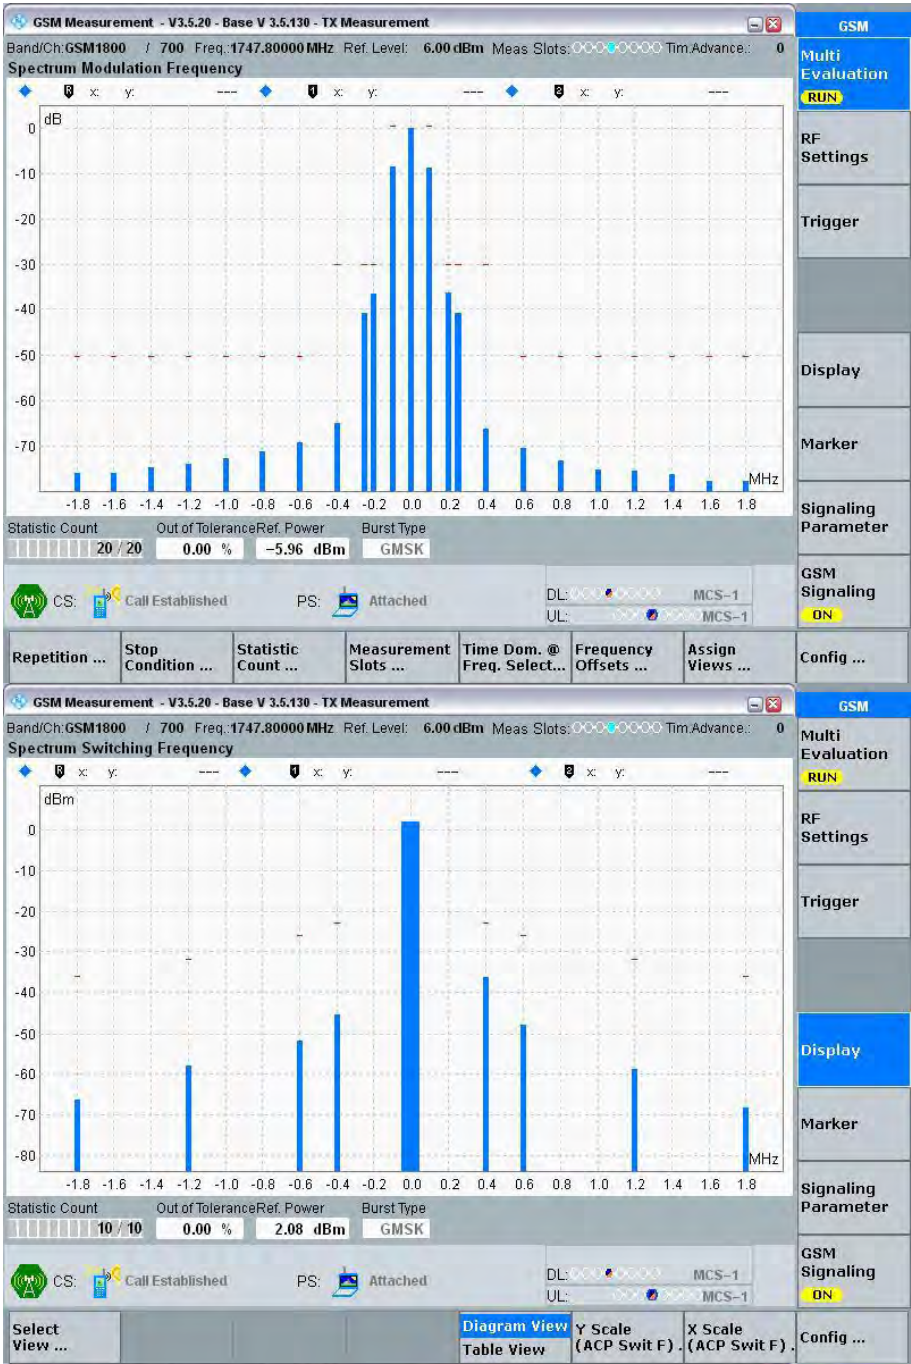 GSM Measurement - V3.5.20 - Base V 3.5.130 - TX Measurement
GSM
Band/Ch:GSM1800 / 700 Freq.:1747.80000 MHz Ref. Level: 6.00 dBm Meas Slots: Tim.Advance.: 0
Spectrum Modulation Frequency
R x: y: --- 1 x: y: --- 2 x: y: ---
dB
0
-10
-20
-30
-40
-50
-60
-70
MHz
-1.8 -1.6 -1.4 -1.2 -1.0 -0.8 -0.6 -0.4 -0.2 0.0 0.2 0.4 0.6 0.8 1.0 1.2 1.4 1.6 1.8
Statistic Count Out of Tolerance Ref. Power Burst Type
20 / 20 0.00 % -5.96 dBm GMSK
CS: Call Established PS: Attached
DL: MCS-1
UL: MCS-1
Multi
Evaluation
RUN
RF
Settings
Trigger
Display
Marker
Signaling
Parameter
GSM
Signaling
ON
Repetition ...
Stop
Condition ...
Statistic
Count ...
Measurement
Slots ...
Time Dom. @
Freq. Select...
Frequency
Offsets ...
Assign
Views ...
Config ...
GSM Measurement - V3.5.20 - Base V 3.5.130 - TX Measurement
GSM
Band/Ch:GSM1800 / 700 Freq.:1747.80000 MHz Ref. Level: 6.00 dBm Meas Slots: Tim.Advance.: 0
Spectrum Switching Frequency
R x: y: --- 1 x: y: --- 2 x: y: ---
dBm
0
-10
-20
-30
-40
-50
-60
-70
-80
MHz
-1.8 -1.6 -1.4 -1.2 -1.0 -0.8 -0.6 -0.4 -0.2 0.0 0.2 0.4 0.6 0.8 1.0 1.2 1.4 1.6 1.8
Statistic Count Out of Tolerance Ref. Power Burst Type
10 / 10 0.00 % 2.08 dBm GMSK
CS: Call Established PS: Attached
DL: MCS-1
UL: MCS-1
Multi
Evaluation
RUN
RF
Settings
Trigger
Display
Marker
Signaling
Parameter
GSM
Signaling
ON
Select
View ...
Diagram View
Table View
Y Scale
(ACP Swit F) .
X Scale
(ACP Swit F) .
Config ...